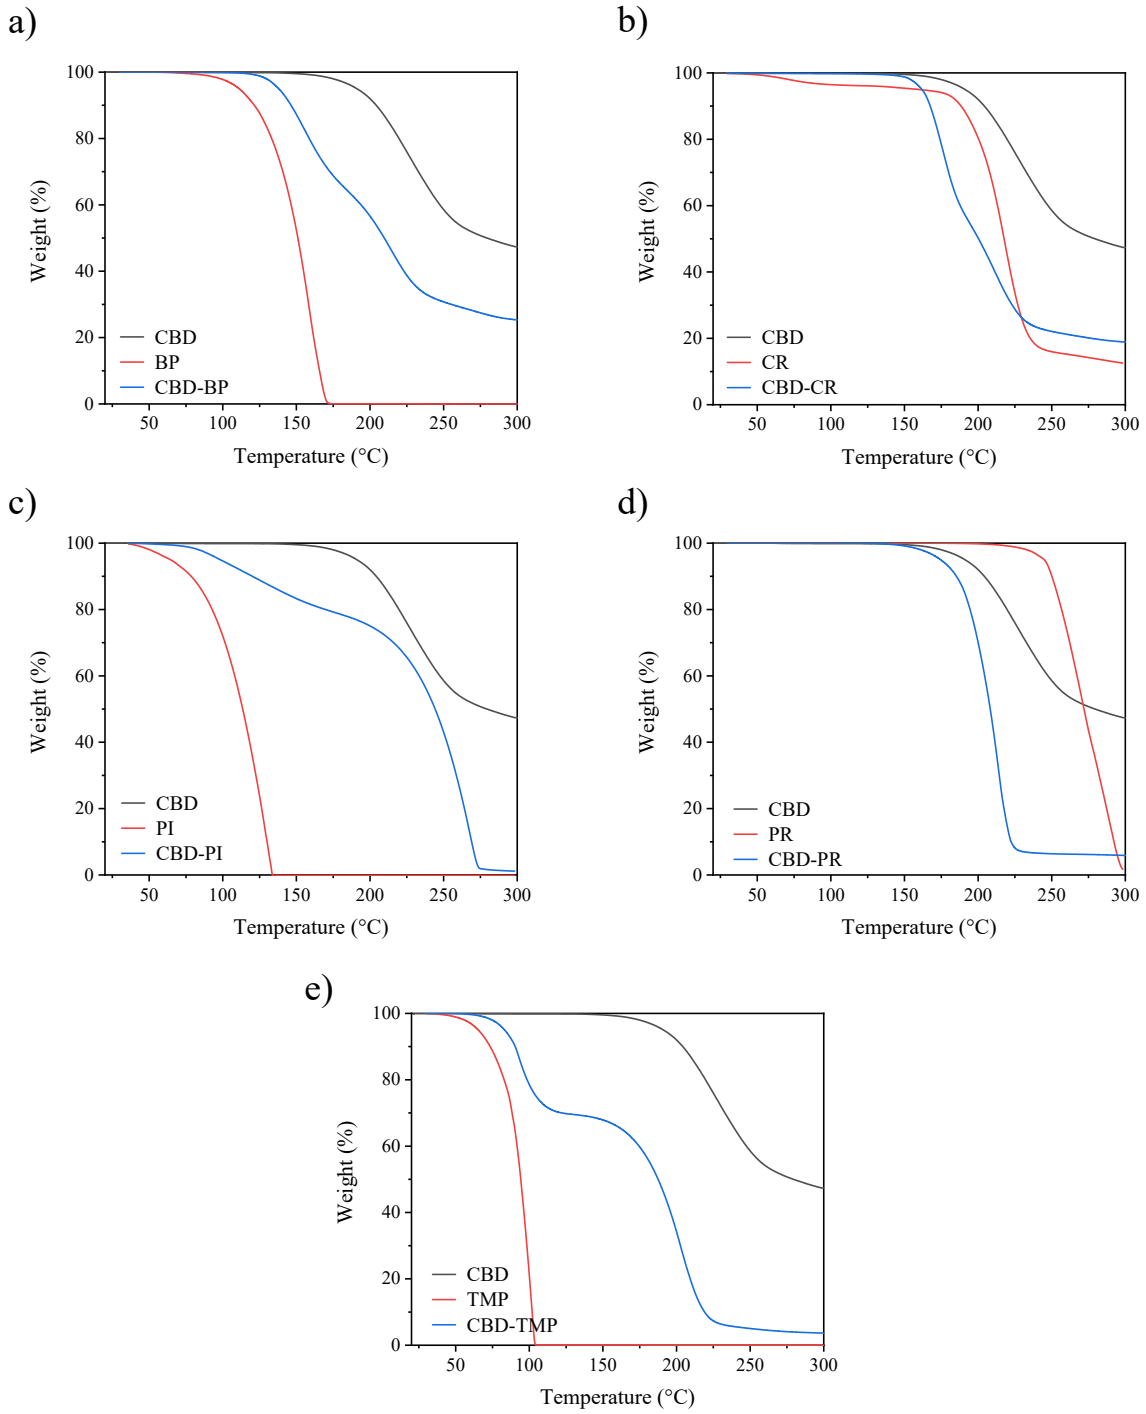 a)
100
80
60
40
20
0
Weight (%)
CBD
BP
CBD-BP
50 100 150 200 250 300
Temperature (°C)
b)
100
80
60
40
20
0
Weight (%)
CBD
CR
CBD-CR
50 100 150 200 250 300
Temperature (°C)
c)
100
80
60
40
20
0
Weight (%)
CBD
PI
CBD-PI
50 100 150 200 250 300
Temperature (°C)
d)
100
80
60
40
20
0
Weight (%)
CBD
PR
CBD-PR
50 100 150 200 250 300
Temperature (°C)
e)
100
80
60
40
20
0
Weight (%)
CBD
TMP
CBD-TMP
50 100 150 200 250 300
Temperature (°C)